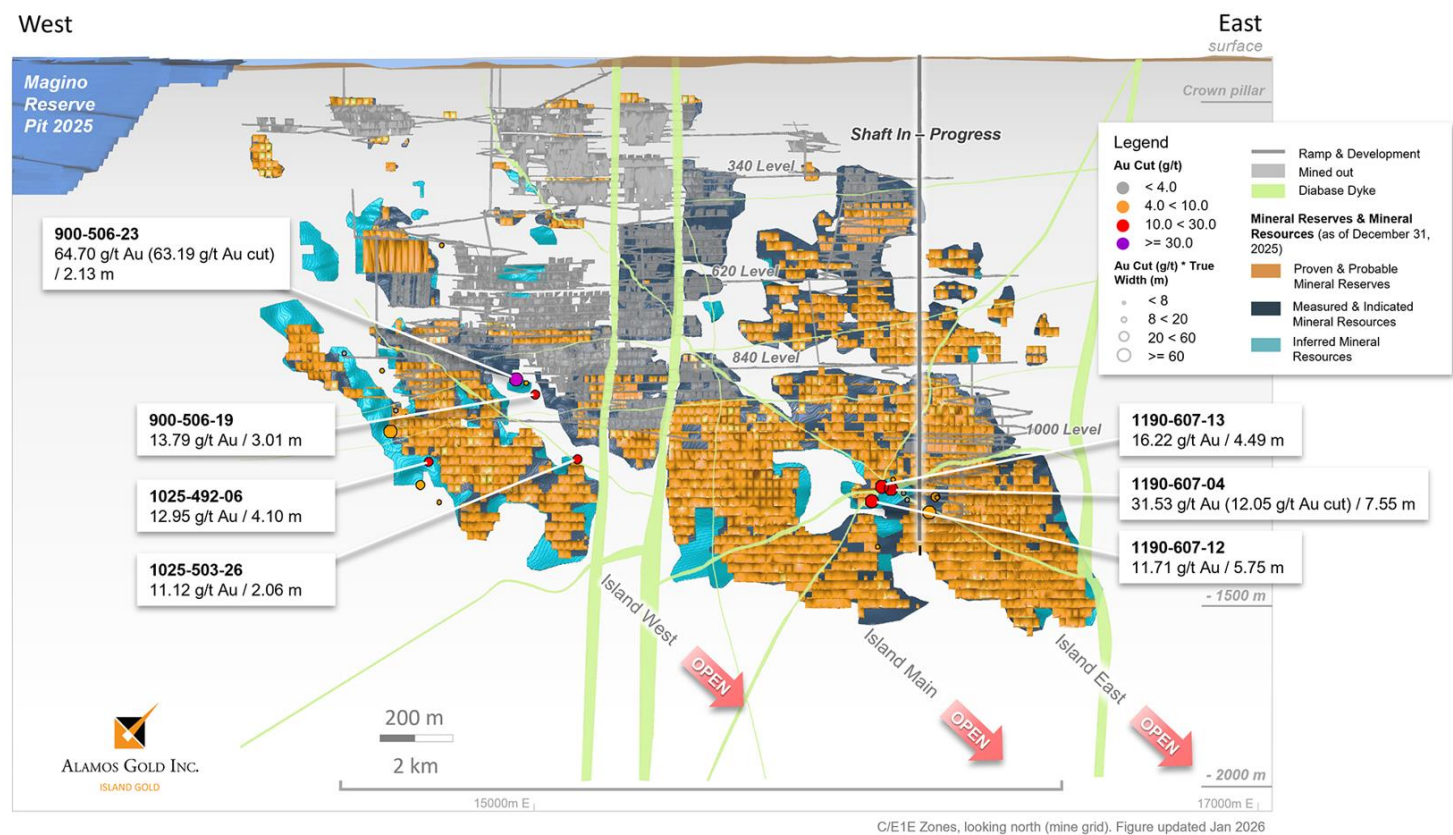 West
East
surface
Magino
Reserve
Pit 2025
Crown pillar
Shaft In – Progress
340 Level
620 Level
840 Level
1000 Level
Legend
Au Cut (g/t)
< 4.0
4.0 < 10.0
10.0 < 30.0
>= 30.0
Au Cut (g/t) * True
Width (m)
< 8
8 < 20
20 < 60
>= 60
Ramp & Development
Mined out
Diabase Dyke
Mineral Reserves & Mineral
Resources (as of December 31,
2025)
Proven & Probable
Mineral Reserves
Measured & Indicated
Mineral Resources
Inferred Mineral
Resources
900-506-23
64.70 g/t Au (63.19 g/t Au cut)
/ 2.13 m
900-506-19
13.79 g/t Au / 3.01 m
1025-492-06
12.95 g/t Au / 4.10 m
1025-503-26
11.12 g/t Au / 2.06 m
1190-607-13
16.22 g/t Au / 4.49 m
1190-607-04
31.53 g/t Au (12.05 g/t Au cut) / 7.55 m
1190-607-12
11.71 g/t Au / 5.75 m
- 1500 m
Island West
Island Main
Island East
OPEN
OPEN
OPEN
ALAMOS GOLD INC.
ISLAND GOLD
200 m
2 km
- 2000 m
15000m E
17000m E
C/E1E Zones, looking north (mine grid). Figure updated Jan 2026